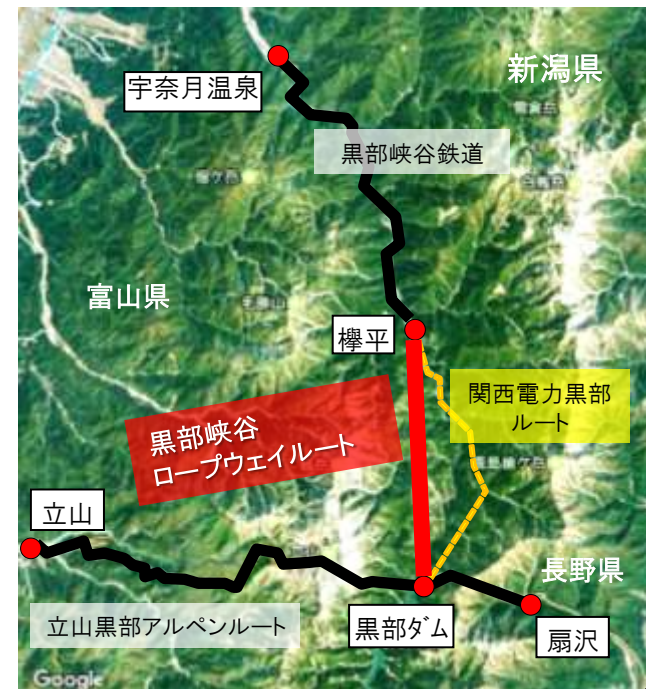 新潟県
宇奈月温泉
黒部峡谷鉄道
富山県
欅平
関西電力黒部
ルート
黒部峡谷
ロープウェイルート
立山
長野県
立山黒部アルペンルート
黒部ダム
扇沢
Google